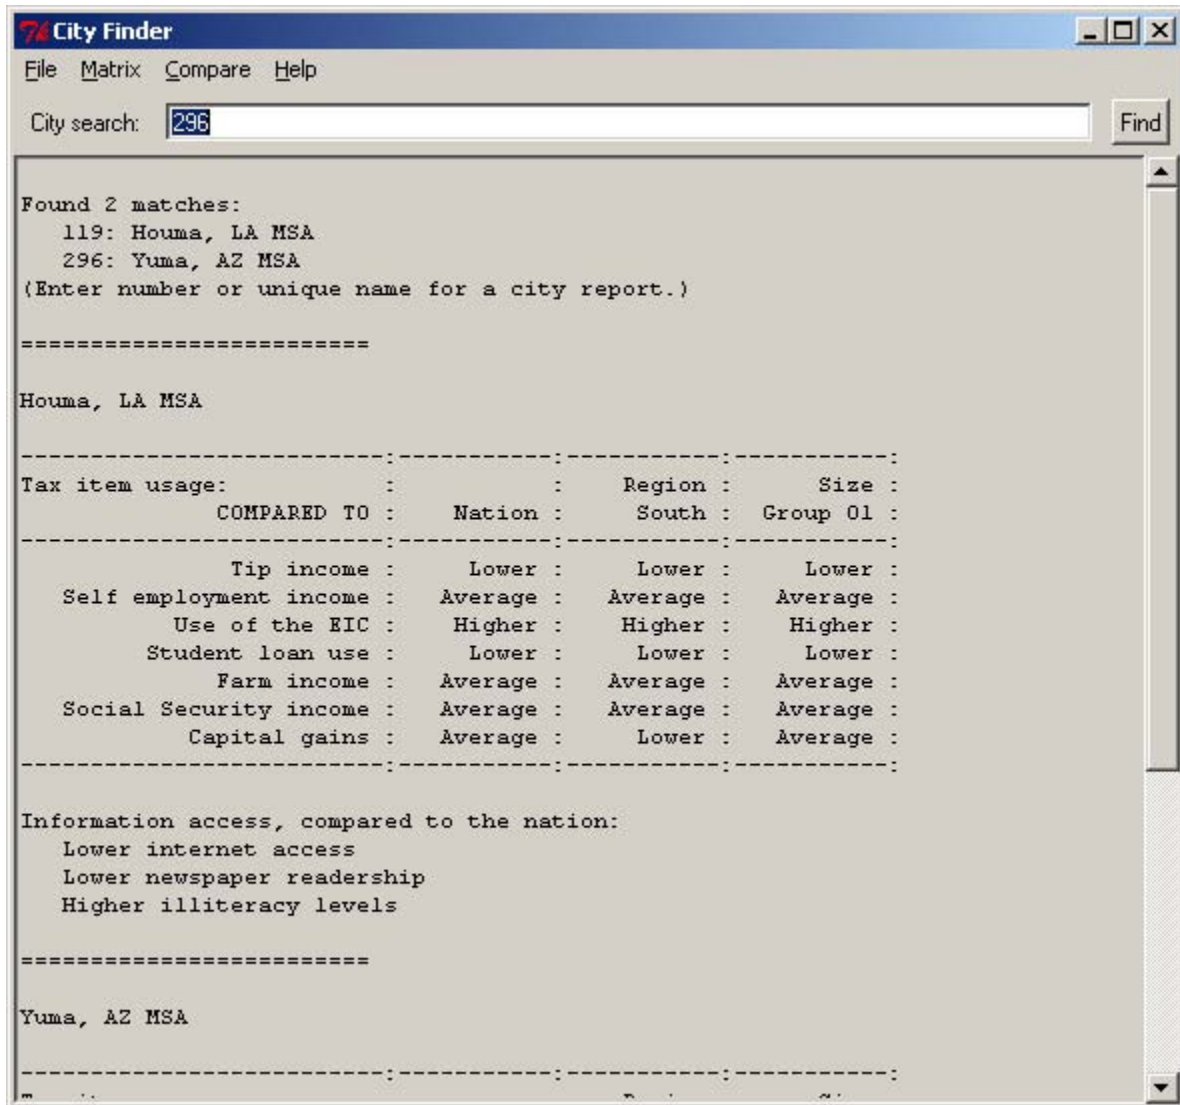 City Finder
File Matrix Compare Help
City search: 296 Find
Found 2 matches:
119: Houma, LA MSA
296: Yuma, AZ MSA
(Enter number or unique name for a city report.)
=========================
Houma, LA MSA
--------------------------:-----------:-----------:-----------:
Tax item usage: : : Region : Size :
COMPARED TO : Nation : South : Group 01 :
--------------------------:-----------:-----------:-----------:
Tip income : Lower : Lower : Lower :
Self employment income : Average : Average : Average :
Use of the EIC : Higher : Higher : Higher :
Student loan use : Lower : Lower : Lower :
Farm income : Average : Average : Average :
Social Security income : Average : Average : Average :
Capital gains : Average : Lower : Average :
--------------------------:-----------:-----------:-----------:
Information access, compared to the nation:
Lower internet access
Lower newspaper readership
Higher illiteracy levels
=========================
Yuma, AZ MSA
--------------------------:-----------:-----------:-----------: